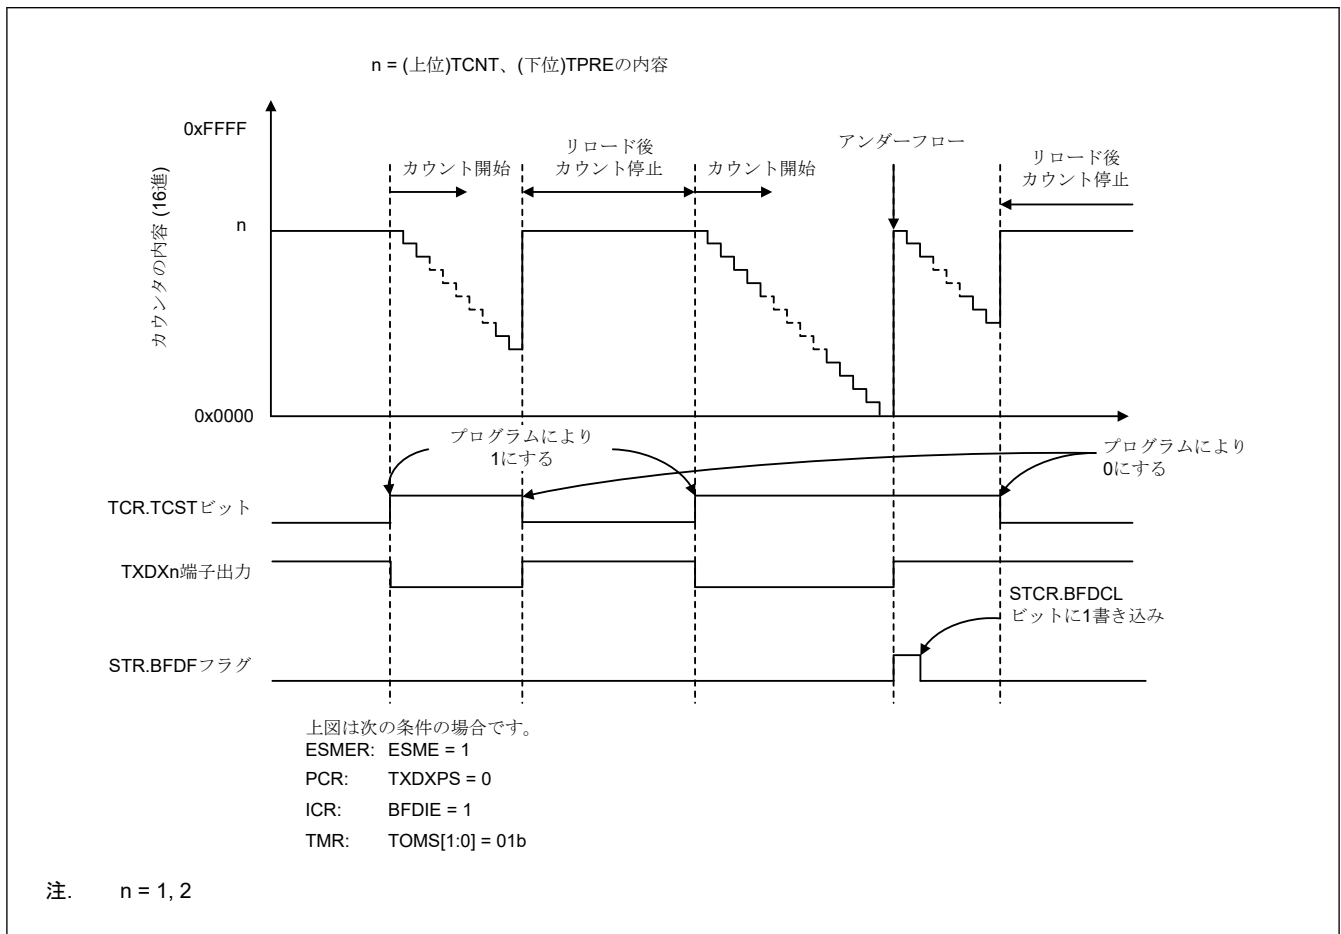 n = (上位)TCNT、(下位)TPREの内容
0xFFFF
カウンタの内容 (16進)
n
0x0000
カウント開始
リロード後
カウント停止
カウント開始
アンダーフロー
リロード後
カウント停止
プログラムにより
1にする
プログラムにより
0にする
TCR.TCSTビット
TXDXn端子出力
STCR.BFDCL
ビットに1書き込み
STR.BFDFフラグ
上図は次の条件の場合です。
ESMER: ESME = 1
PCR: TXDXPS = 0
ICR: BFDIE = 1
TMR: TOMS[1:0] = 01b
注. n = 1, 2